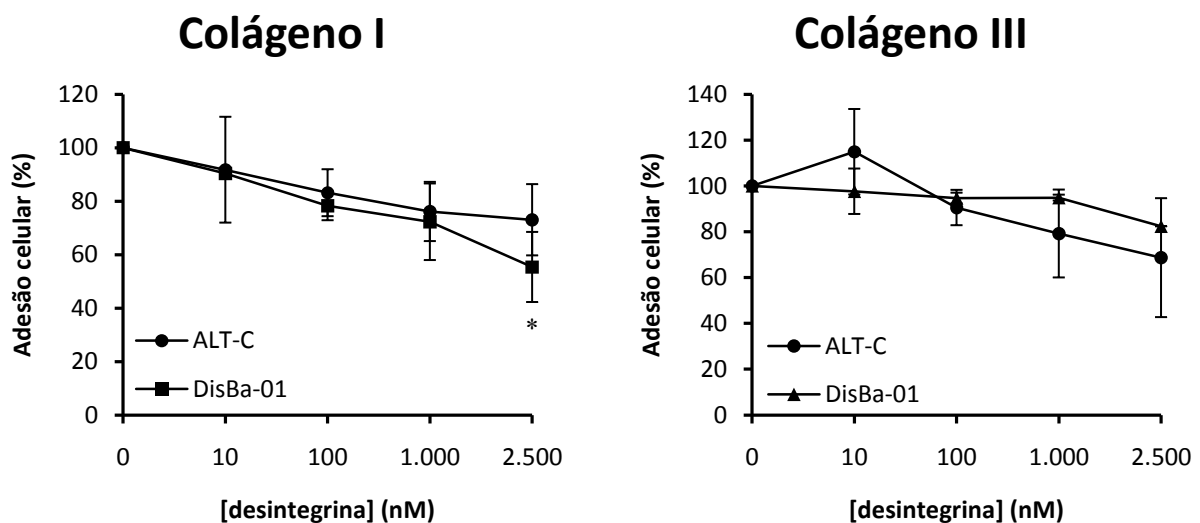 Colágeno I
Adesão celular (%)
120
100
80
60
40
20
0
*
ALT-C
DisBa-01
0 10 100 1.000 2.500
[desintegrina] (nM)
Colágeno III
Adesão celular (%)
140
120
100
80
60
40
20
0
ALT-C
DisBa-01
0 10 100 1.000 2.500
[desintegrina] (nM)